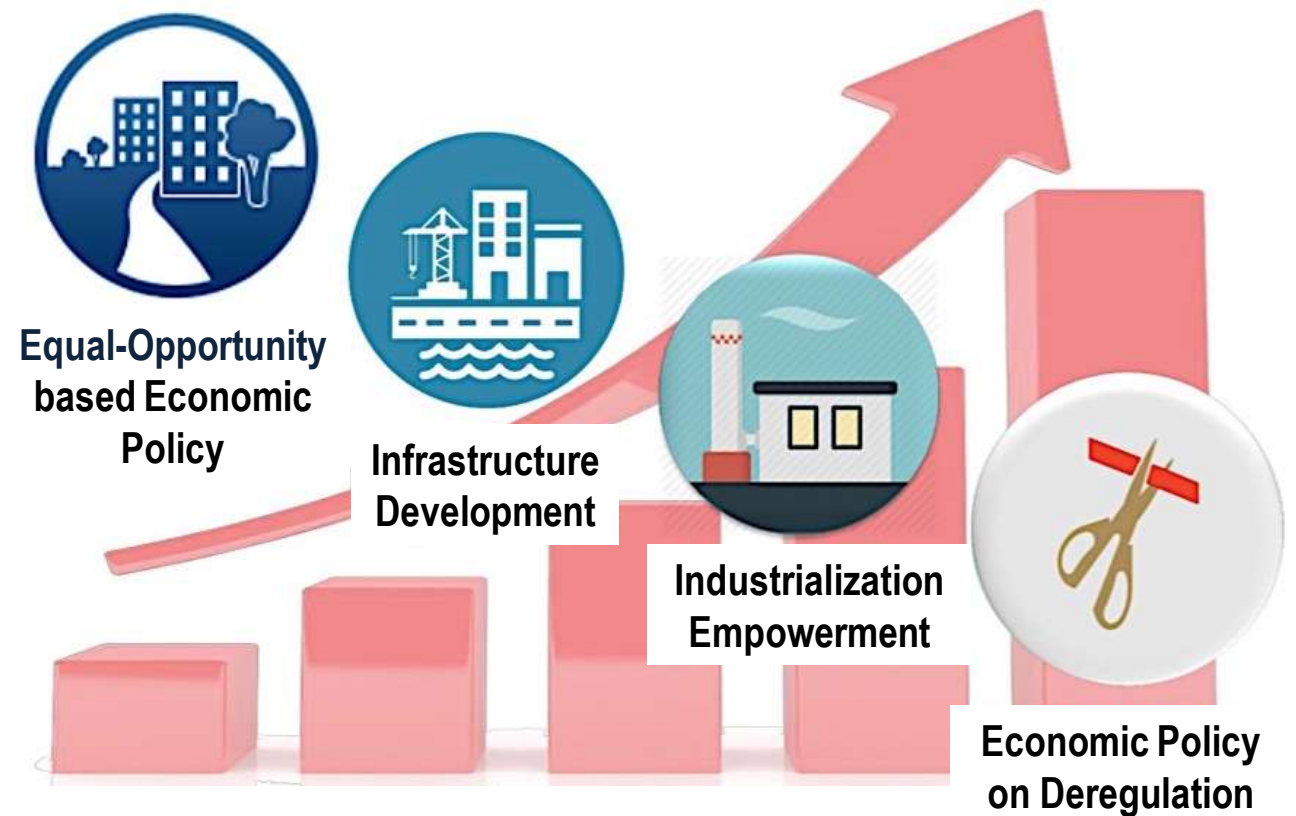 Equal-Opportunity
based Economic
Policy
Infrastructure
Development
Industrialization
Empowerment
Economic Policy
on Deregulation